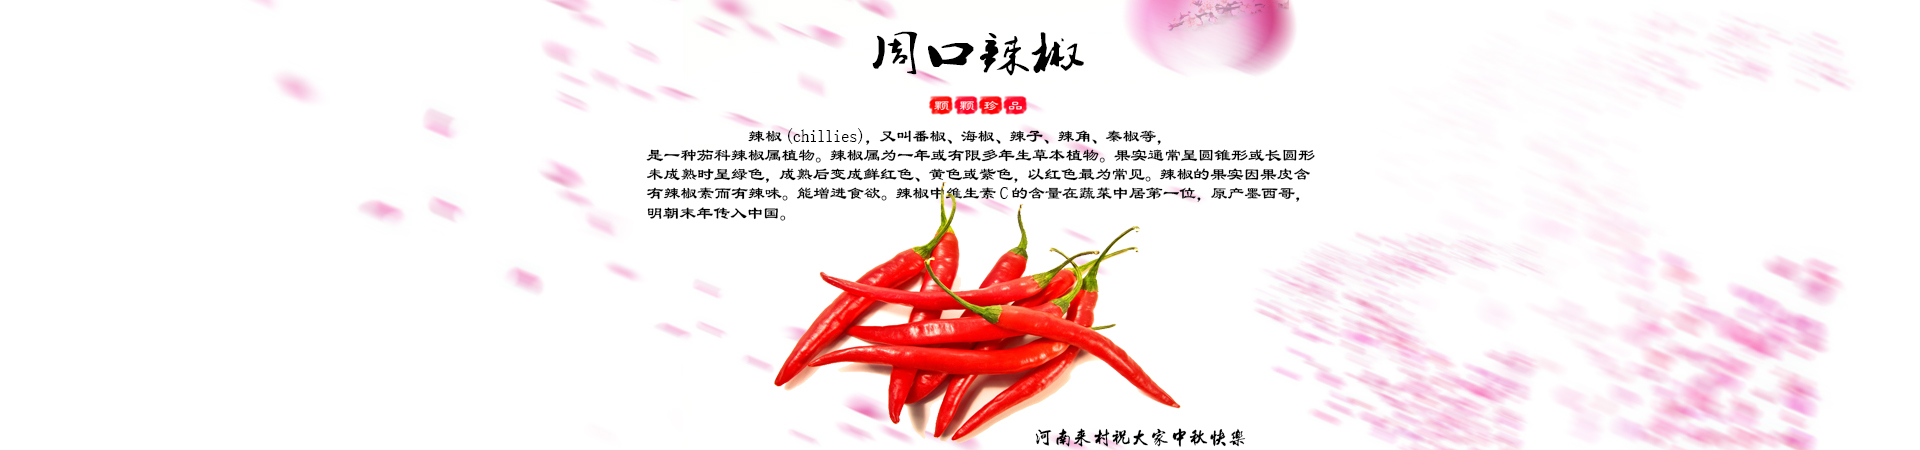 周口辣椒
颗颗珍品
辣椒(chillies)，又叫番椒、海椒、辣子、辣角、秦椒等，
是一种茄科辣椒属植物。辣椒属为一年或有限多年生草本植物。果实通常呈圆锥形或长圆形
未成熟时呈绿色，成熟后变成鲜红色、黄色或紫色，以红色最为常见。辣椒的果实因果皮含
有辣椒素而有辣味。能增进食欲。辣椒中维生素C的含量在蔬菜中居第一位，原产墨西哥，
明朝末年传入中国。
河南来村祝大家中秋快乐